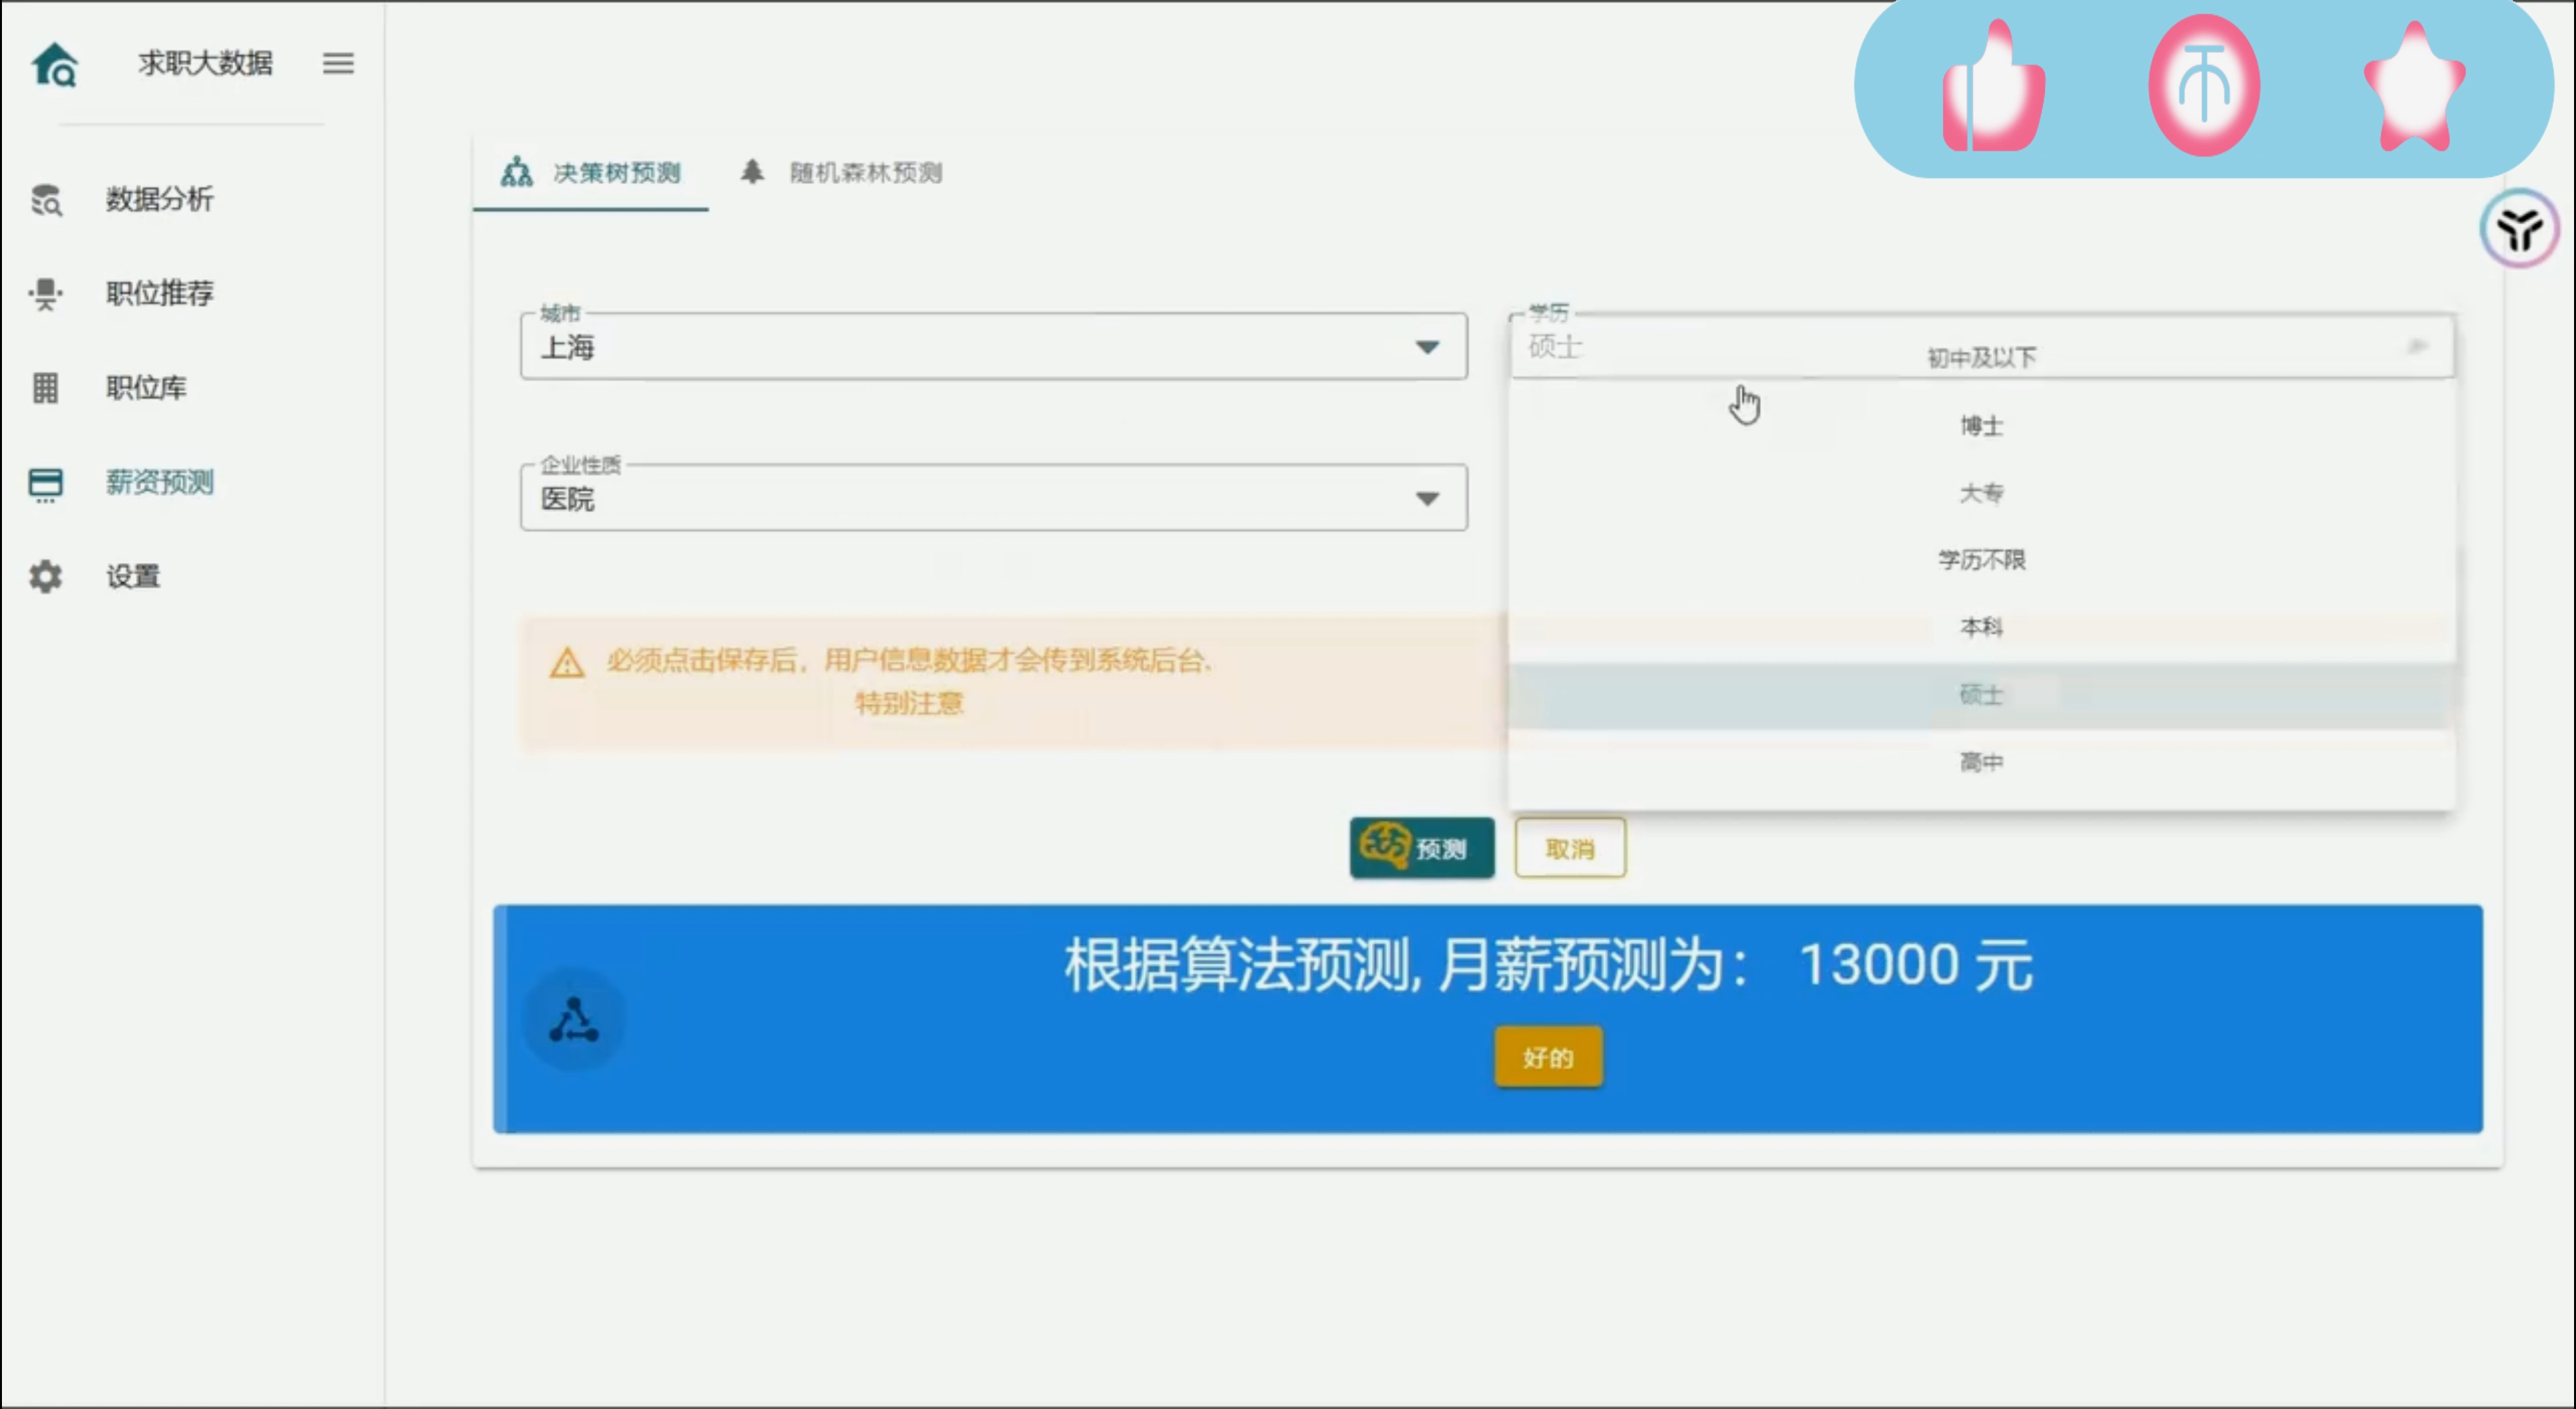 求职大数据
数据分析
职位推荐
职位库
薪资预测
设置
决策树预测
随机森林预测
城市
上海
学历
硕士
企业性质
医院
初中及以下
博士
大专
学历不限
本科
硕士
高中
必须点击保存后，用户信息数据才会传到系统后台.
特别注意
预测
取消
根据算法预测, 月薪预测为： 13000 元
好的